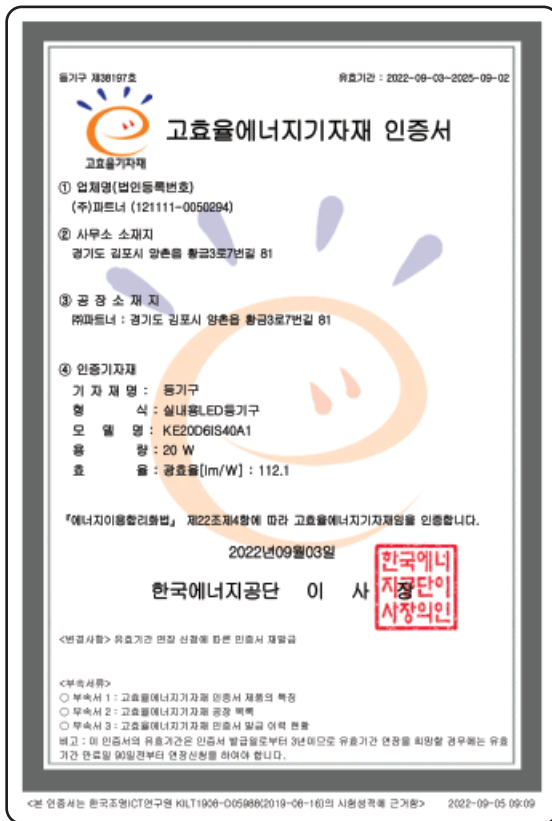 등기구 제38197호
유효기간 : 2022-09-03~2025-09-02
고효율기자재
고효율에너지기자재 인증서
① 업체명(법인등록번호)
(주)파트너 (121111-0050294)
② 사무소 소재지
경기도 김포시 양촌읍 황금3로7번길 81
③ 공 장 소 재 지
㈜파트너 : 경기도 김포시 양촌읍 황금3로7번길 81
④ 인증기자재
기 자 재 명 : 등기구
형 식 : 실내용LED등기구
모 델 명 : KE20D6IS40A1
용 량 : 20 W
효 율 : 광효율[lm/W] : 112.1
『에너지이용합리화법』 제22조제4항에 따라 고효율에너지기자재임을 인증합니다.
2022년09월03일
한국에너지공단 이 사 장
한국에너
지공단이
사장의인
<변경사항> 유효기간 연장 신청에 따른 인증서 재발급
<부속서류>
○ 부속서 1 : 고효율에너지기자재 인증서 제품의 특징
○ 부속서 2 : 고효율에너지기자재 공장 목록
○ 부속서 3 : 고효율에너지기자재 인증서 발급 이력 현황
비고 : 이 인증서의 유효기간은 인증서 발급일로부터 3년이므로 유효기간 연장을 희망할 경우에는 유효
기간 만료일 90일전부터 연장신청을 하여야 합니다.
<본 인증서는 한국조명ICT연구원 KILT1908-O05988(2019-08-16)의 시험성적에 근거함>
2022-09-05 09:09